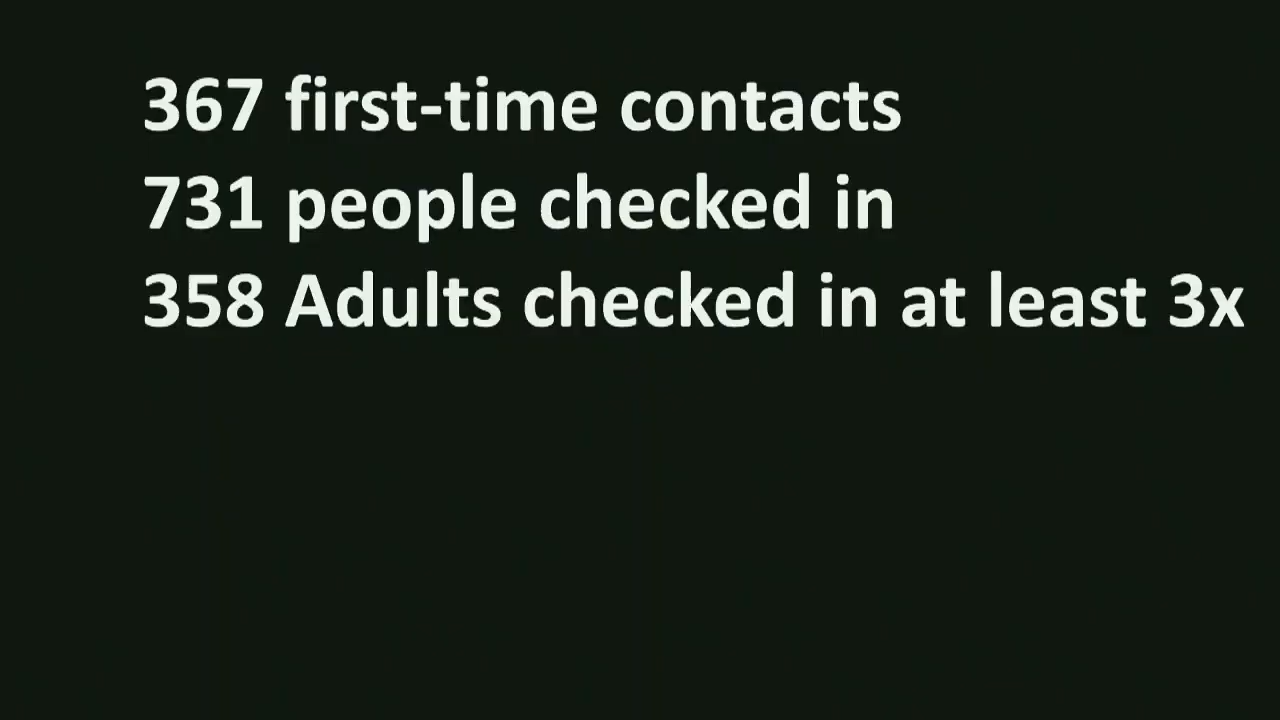 367 first-time contacts
731 people checked in
358 Adults checked in at least 3x